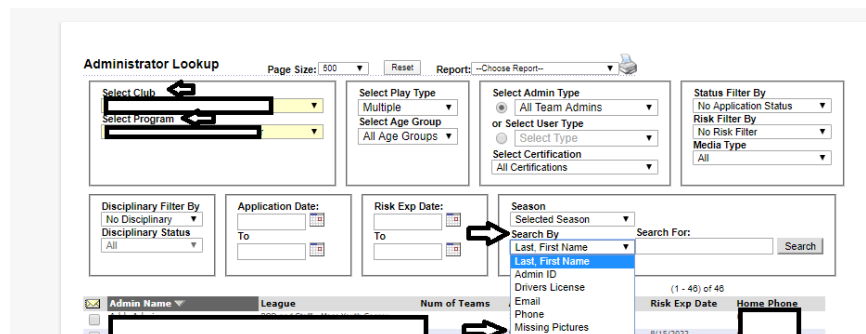 Administrator Lookup Page Size: 500 Reset Report: --Choose Report--
Select Club Select Play Type Select Admin Type Status Filter By
Multiple All Team Admins No Application Status
Select Program Select Age Group or Select User Type Risk Filter By
All Age Groups Select Type No Risk Filter
Select Certification Media Type
All Certifications All
Disciplinary Filter By Application Date: Risk Exp Date: Season
No Disciplinary Selected Season
Disciplinary Status To To Search By Search For:
All Last, First Name Search
Last, First Name
Admin ID
Drivers License
Email (1 - 46) of 46
Admin Name League Num of Teams Risk Exp Date Home Phone
Phone
Missing Pictures